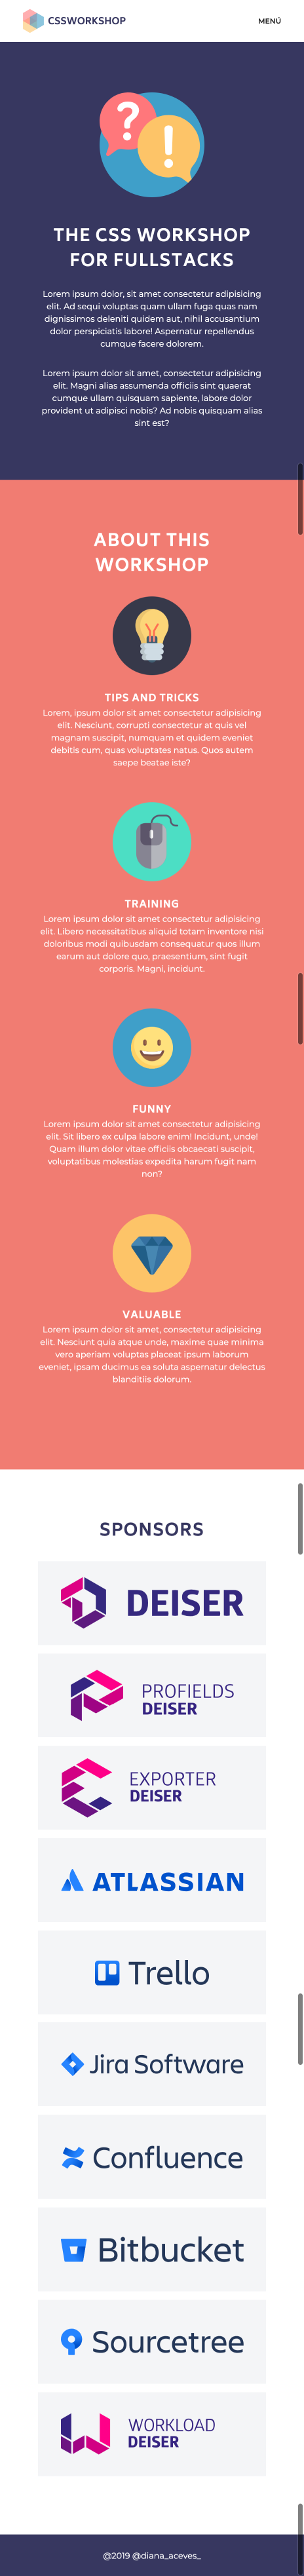 CSSWORKSHOP
MENÚ
THE CSS WORKSHOP
FOR FULLSTACKS
Lorem ipsum dolor, sit amet consectetur adipisicing
elit. Ad sequi voluptas quam ullam fuga quas nam
dignissimos deleniti quidem aut, nihil accusantium
dolor perspiciatis labore! Aspernatur repellendus
cumque facere dolorem.
Lorem ipsum dolor sit amet, consectetur adipisicing
elit. Magni alias assumenda officiis sint quaerat
cumque ullam quisquam sapiente, labore dolor
provident ut adipisci nobis? Ad nobis quisquam alias
sint est?
ABOUT THIS
WORKSHOP
TIPS AND TRICKS
Lorem, ipsum dolor sit amet consectetur adipisicing
elit. Nesciunt, corrupti consectetur at quis vel
magnam suscipit, numquam et quidem eveniet
debitis cum, quas voluptates natus. Quos autem
saepe beatae iste?
TRAINING
Lorem ipsum dolor sit amet consectetur adipisicing
elit. Libero necessitatibus aliquid totam inventore nisi
doloribus modi quibusdam consequatur quos illum
earum aut dolore quo, praesentium, sint fugit
corporis. Magni, incidunt.
FUNNY
Lorem ipsum dolor sit amet consectetur adipisicing
elit. Sit libero ex culpa labore enim! Incidunt, unde!
Quam illum dolor vitae officiis obcaecati suscipit,
voluptatibus molestias expedita harum fugit nam
non?
VALUABLE
Lorem ipsum dolor sit amet, consectetur adipisicing
elit. Nesciunt quia atque unde, maxime quae minima
vero aperiam voluptas placeat ipsum laborum
eveniet, ipsam ducimus ea soluta aspernatur delectus
blanditiis dolorum.
SPONSORS
DEISER
PROFIELDS
DEISER
EXPORTER
DEISER
ATLASSIAN
Trello
Jira Software
Confluence
Bitbucket
Sourcetree
WORKLOAD
DEISER
@2019 @diana_aceves_